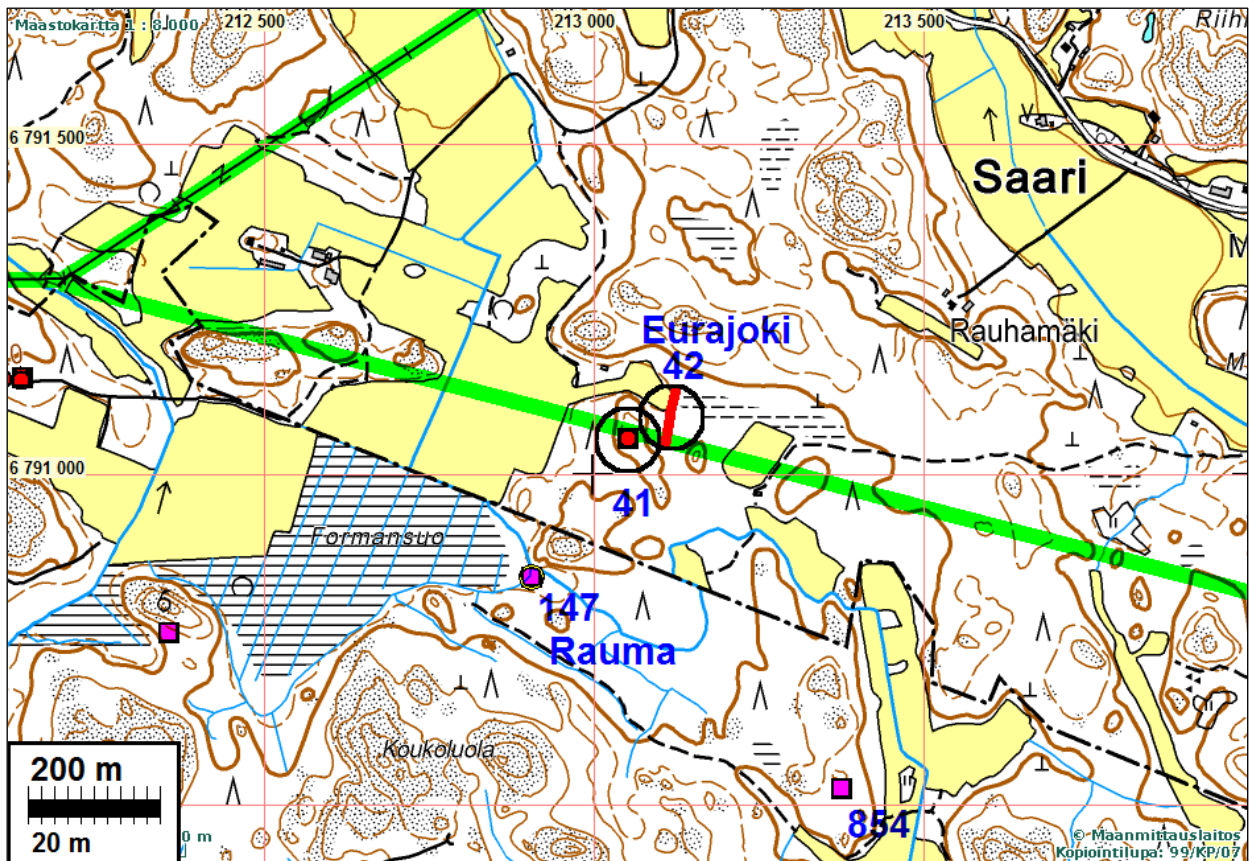 Maastokartta 1 : 8 000
212 500
213 000
213 500
6 791 500
Saari
Eurajoki
42
Rauhamäki
6 791 000
41
Formansuo
147
Rauma
Koukoluola
854
200 m
20 m
0 m
© Maanmittauslaitos
Kopiointilupa: 99/KP/07